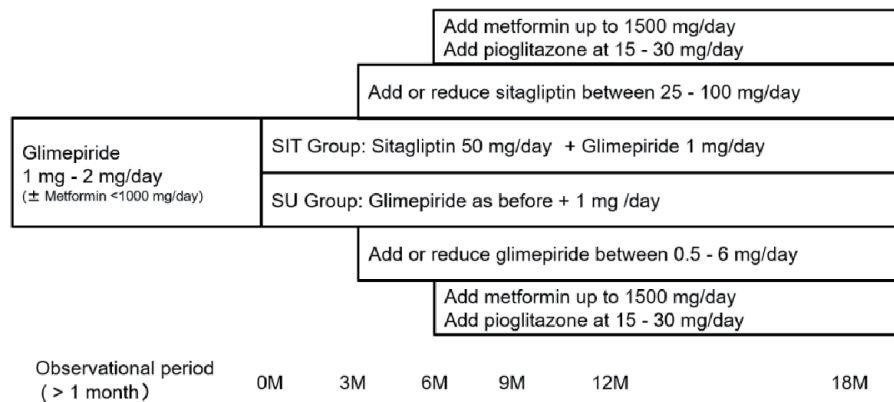 Add metformin up to 1500 mg/day
Add pioglitazone at 15 - 30 mg/day
Add or reduce sitagliptin between 25 - 100 mg/day
Glimepiride
1 mg - 2 mg/day
(± Metformin <1000 mg/day)
SIT Group: Sitagliptin 50 mg/day + Glimepiride 1 mg/day
SU Group: Glimepiride as before + 1 mg /day
Add or reduce glimepiride between 0.5 - 6 mg/day
Add metformin up to 1500 mg/day
Add pioglitazone at 15 - 30 mg/day
Observational period
( > 1 month)
0M 3M 6M 9M 12M 18M